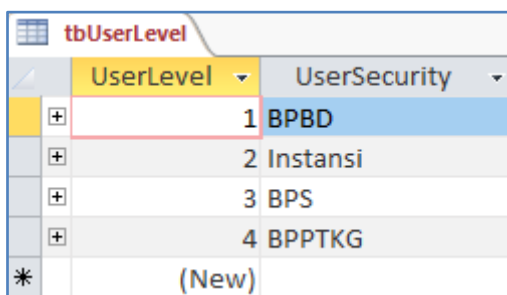 tbUserLevel
UserLevel UserSecurity
1 BPBD
2 Instansi
3 BPS
4 BPPTKG
(New)